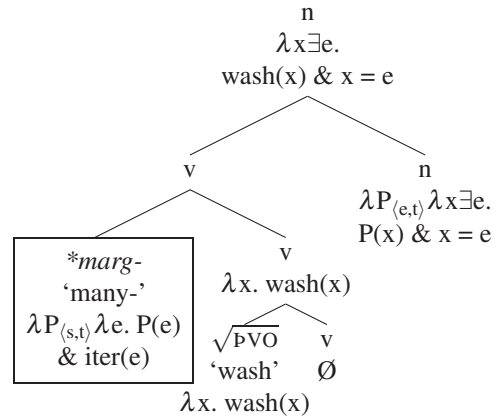 n
λx∃e.
wash(x) & x = e
v
n
λP⟨e,t⟩λx∃e.
P(x) & x = e
*marg-
‘many-’
λP⟨s,t⟩λe. P(e)
& iter(e)
v
λx. wash(x)
√ÞVO
v
‘wash’
Ø
λx. wash(x)